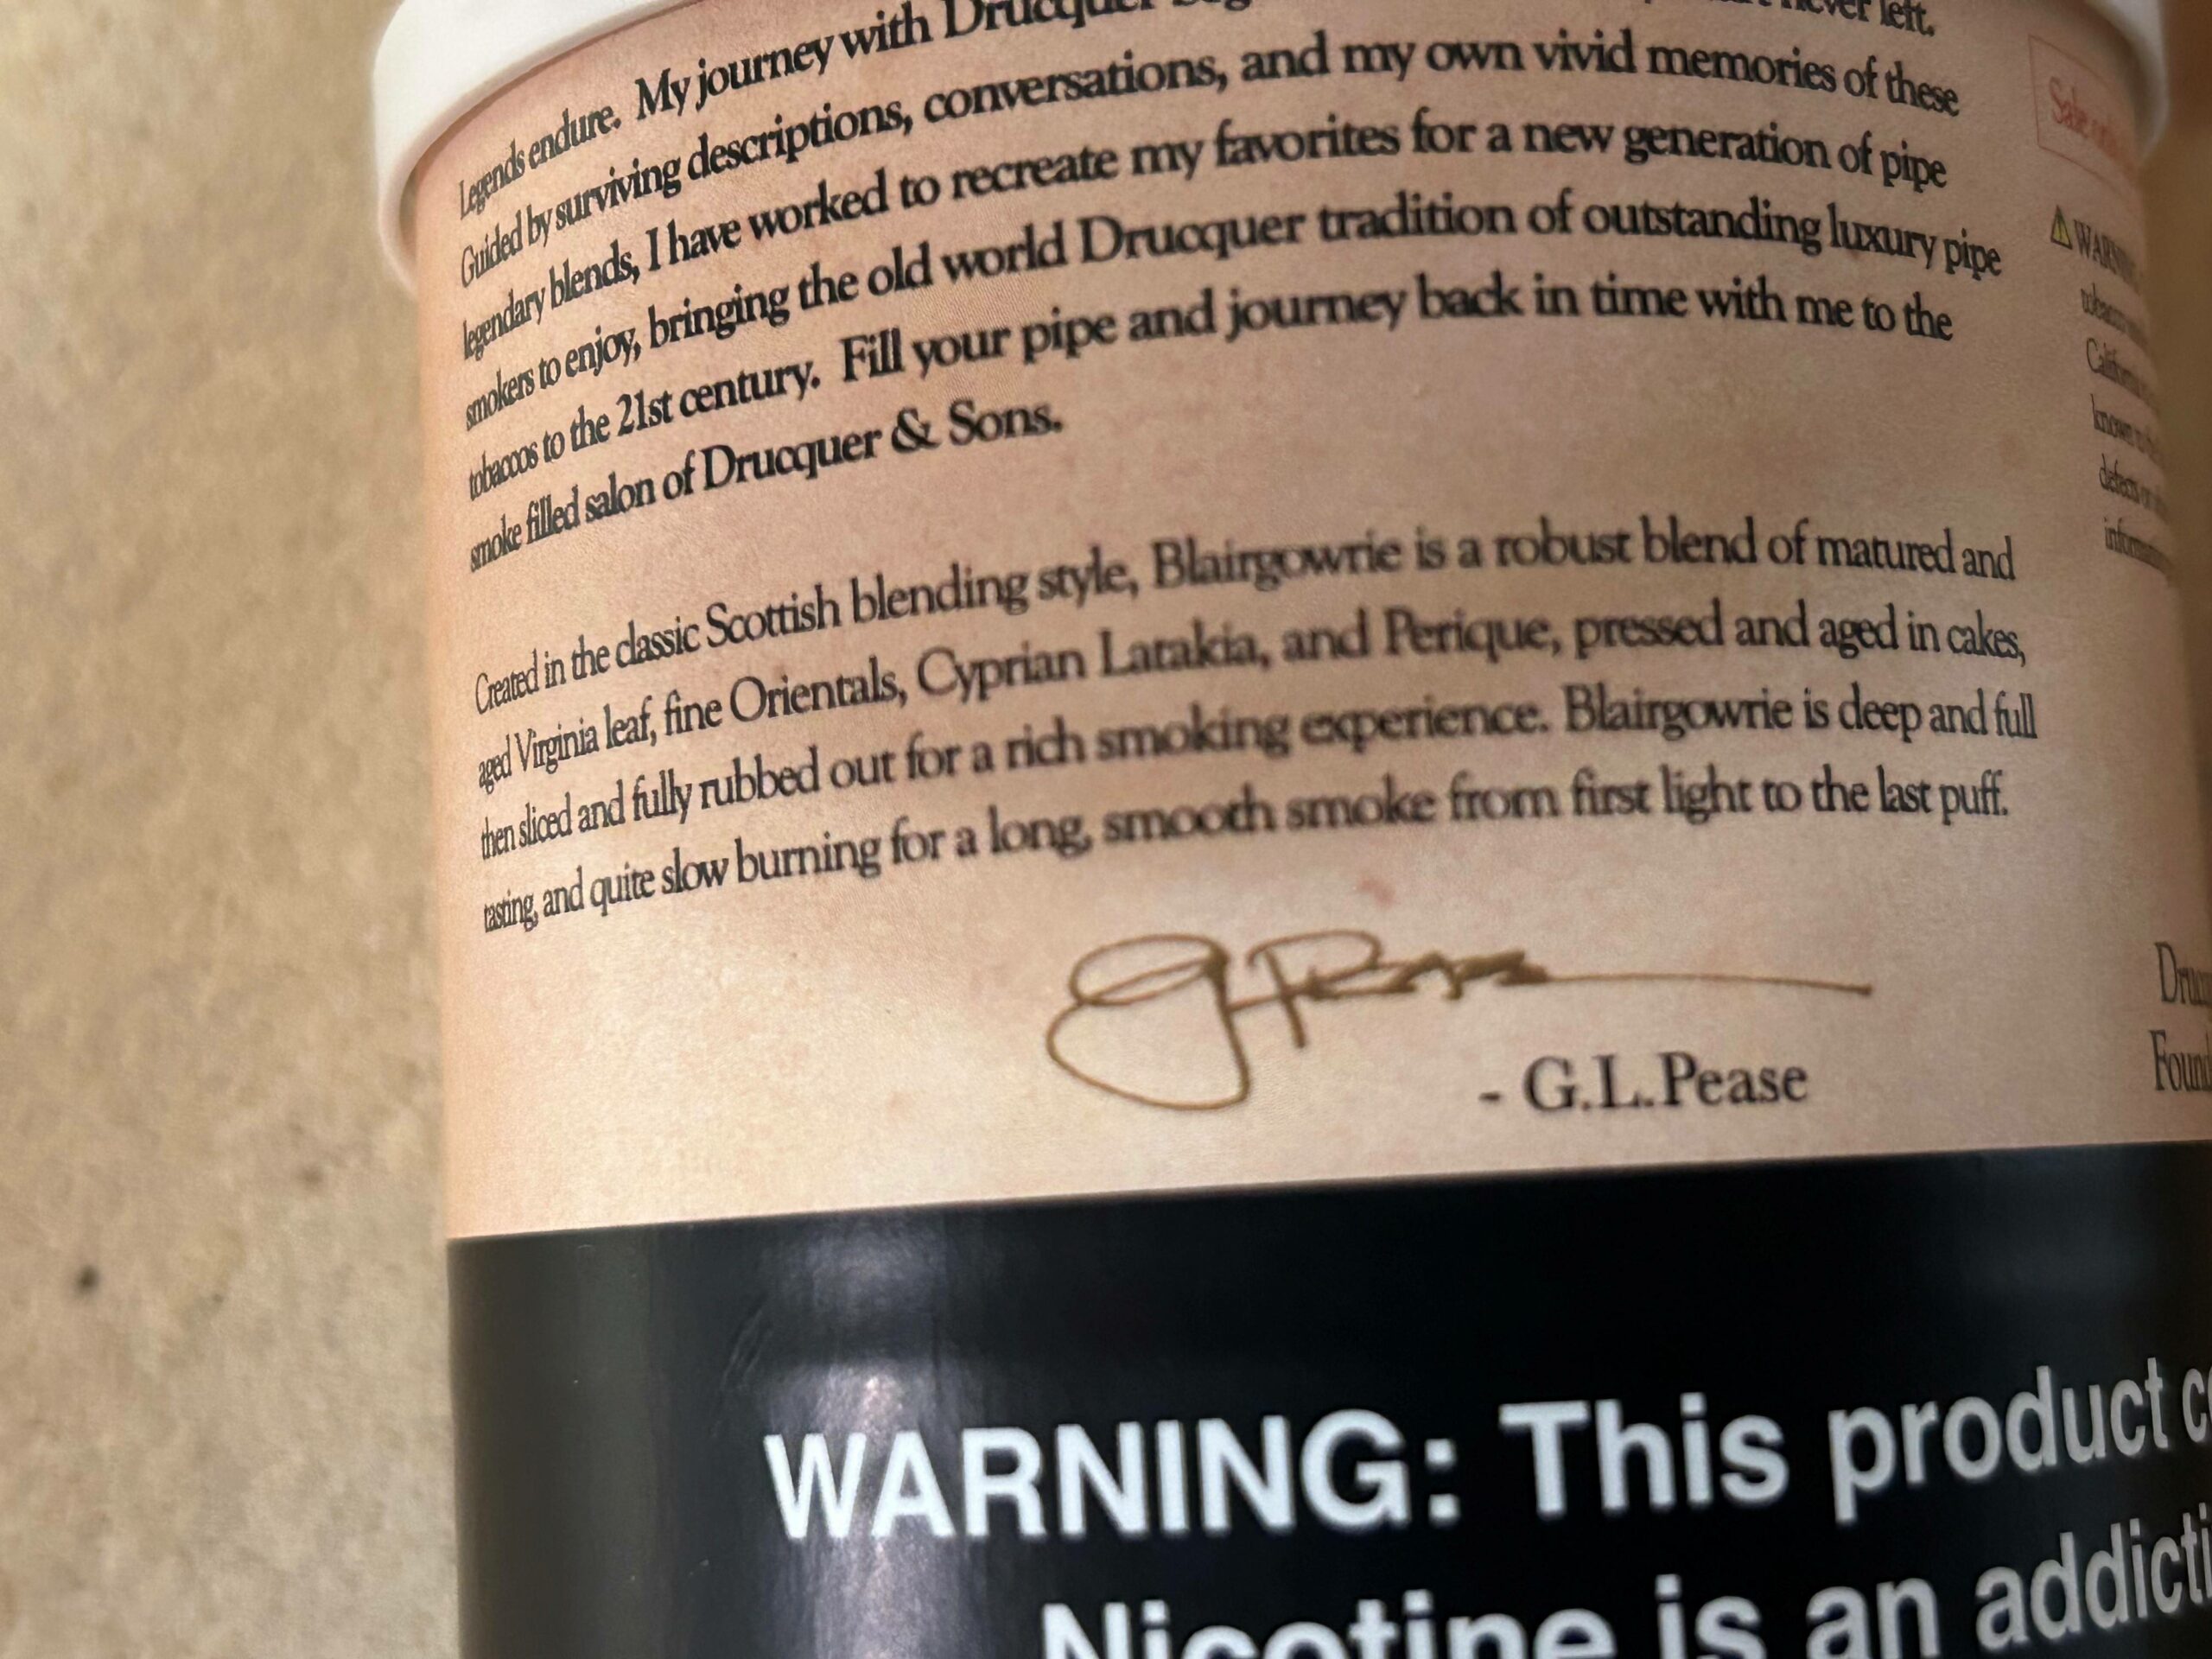 Legends endure. My journey with Drucquer never left.
Guided by surviving descriptions, conversations, and my own vivid memories of these
legendary blends, I have worked to recreate my favorites for a new generation of pipe
smokers to enjoy, bringing the old world Drucquer tradition of outstanding luxury pipe
tobaccos to the 21st century. Fill your pipe and journey back in time with me to the
smoke filled salon of Drucquer & Sons.
Created in the classic Scottish blending style, Blairgowrie is a robust blend of matured and
aged Virginia leaf, fine Orientals, Cyprian Latakia, and Perique, pressed and aged in cakes,
then sliced and fully rubbed out for a rich smoking experience. Blairgowrie is deep and full
tasting, and quite slow burning for a long, smooth smoke from first light to the last puff.
- G.L.Pease
WARNING: This product
Nicotine is an
Sale